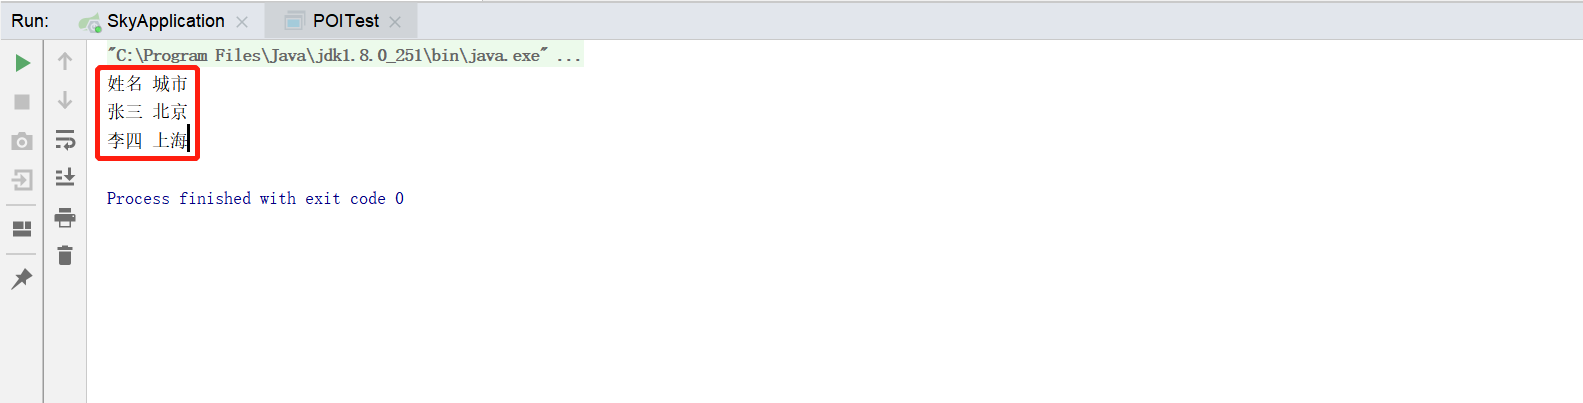 Run: SkyApplication POITest
"C:\Program Files\Java\jdk1.8.0_251\bin\java.exe" ...
姓名 城市
张三 北京
李四 上海
Process finished with exit code 0